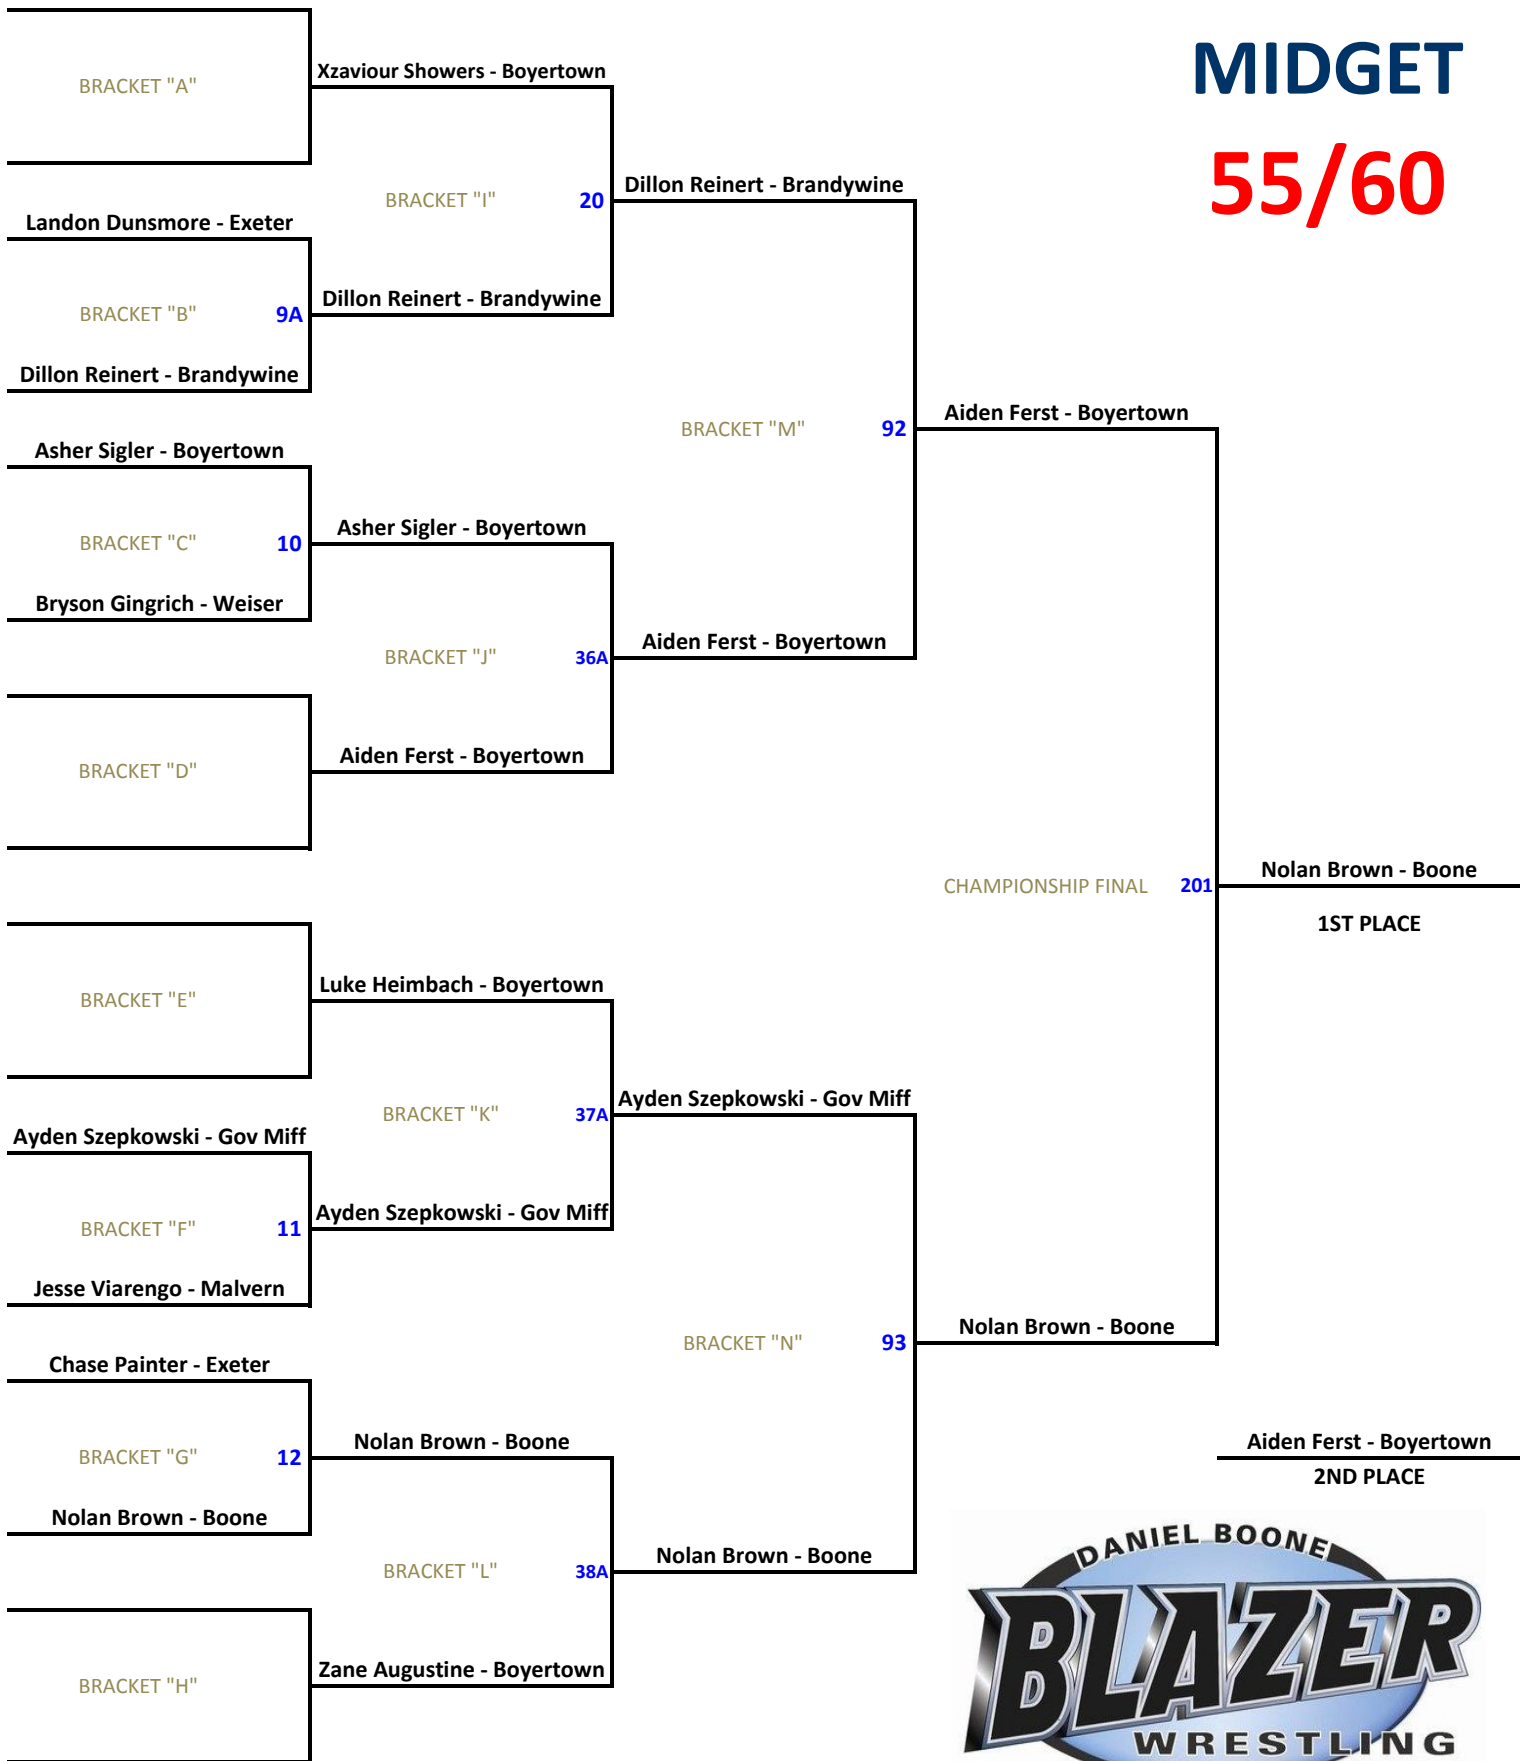 MIDGET
55/60
BRACKET "A"
Xzaviour Showers - Boyertown
BRACKET "I" 20
Dillon Reinert - Brandywine
Landon Dunsmore - Exeter
BRACKET "B" 9A
Dillon Reinert - Brandywine
Dillon Reinert - Brandywine
BRACKET "M" 92
Aiden Ferst - Boyertown
Asher Sigler - Boyertown
BRACKET "C" 10
Asher Sigler - Boyertown
Bryson Gingrich - Weiser
BRACKET "J" 36A
Aiden Ferst - Boyertown
BRACKET "D"
Aiden Ferst - Boyertown
CHAMPIONSHIP FINAL 201
Nolan Brown - Boone
1ST PLACE
BRACKET "E"
Luke Heimbach - Boyertown
BRACKET "K" 37A
Ayden Szepkowski - Gov Miff
Ayden Szepkowski - Gov Miff
BRACKET "F" 11
Ayden Szepkowski - Gov Miff
Jesse Viarengo - Malvern
BRACKET "N" 93
Nolan Brown - Boone
Chase Painter - Exeter
BRACKET "G" 12
Nolan Brown - Boone
Nolan Brown - Boone
Aiden Ferst - Boyertown
2ND PLACE
BRACKET "L" 38A
Nolan Brown - Boone
BRACKET "H"
Zane Augustine - Boyertown
DANIEL BOONE
BLAZER
WRESTLING